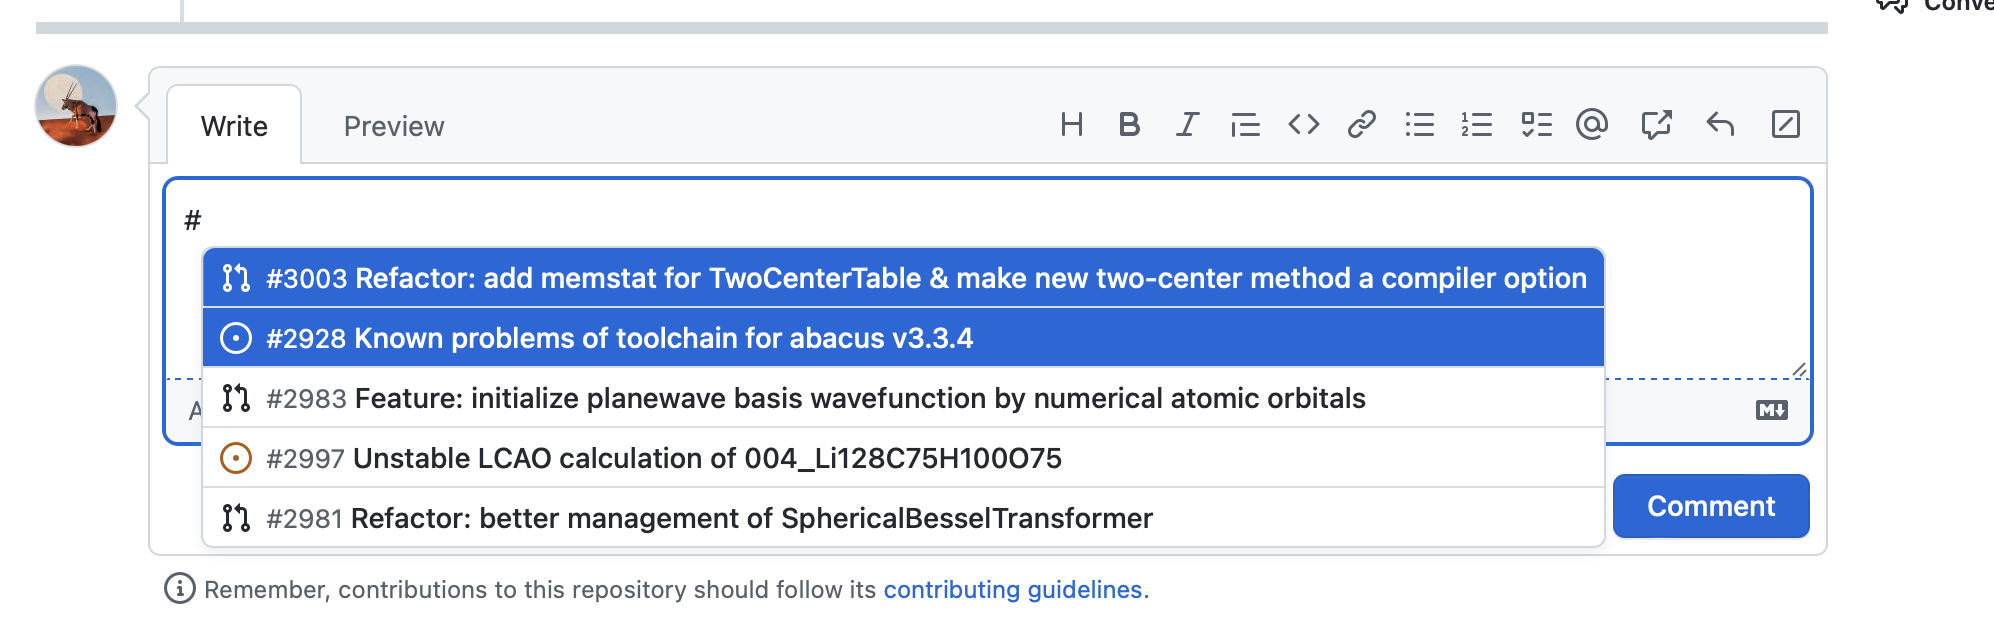 Write
Preview
#
#3003 Refactor: add memstat for TwoCenterTable & make new two-center method a compiler option
#2928 Known problems of toolchain for abacus v3.3.4
#2983 Feature: initialize planewave basis wavefunction by numerical atomic orbitals
#2997 Unstable LCAO calculation of 004_Li128C75H100O75
#2981 Refactor: better management of SphericalBesselTransformer
Comment
Remember, contributions to this repository should follow its contributing guidelines.